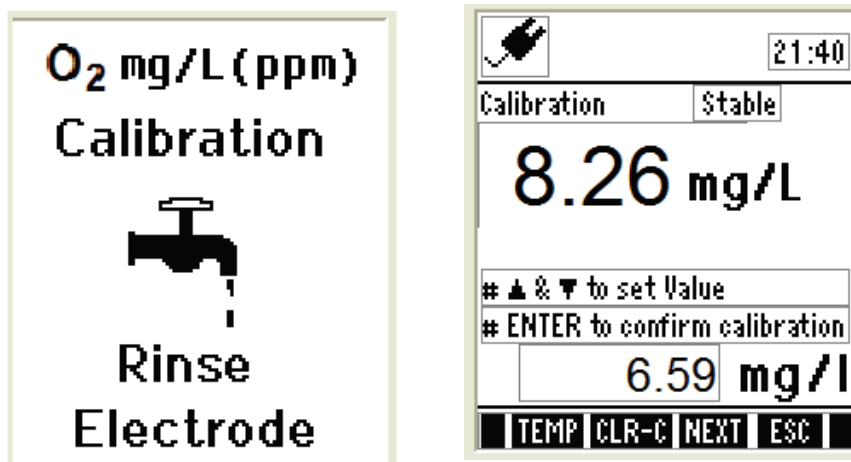 O₂ mg/L(ppm)
Calibration
Rinse
Electrode
21:40
Calibration Stable
8.26 mg/L
# ▲ & ▼ to set Value
# ENTER to confirm calibration
6.59 mg/l
TEMP CLR-C NEXT ESC